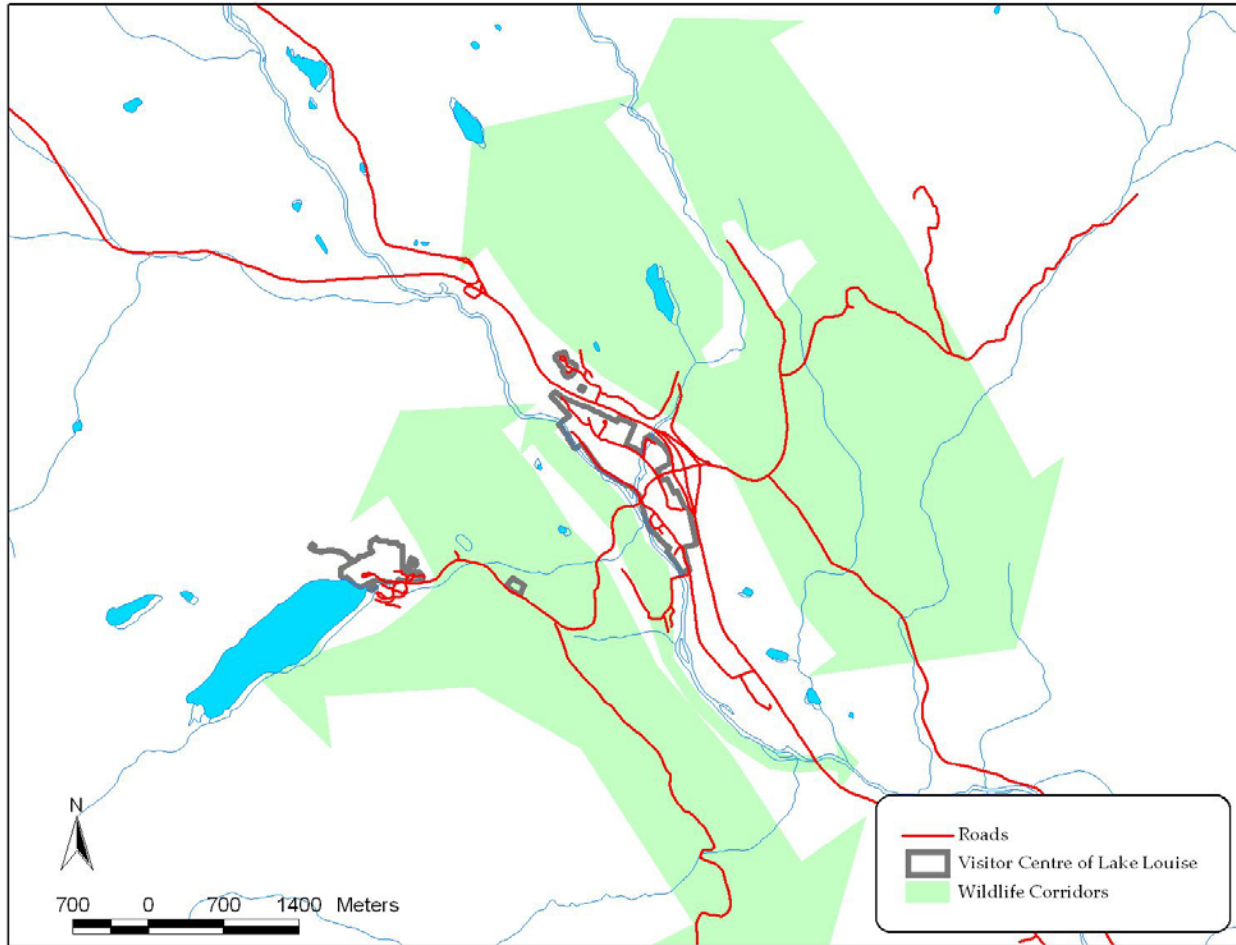 N
700 0 700 1400 Meters
Roads
Visitor Centre of Lake Louise
Wildlife Corridors